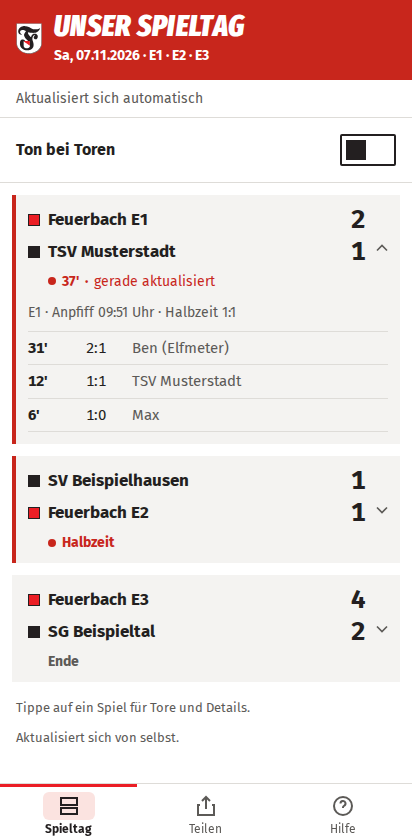 UNSER SPIELTAG
Sa, 07.11.2026 · E1 · E2 · E3
Aktualisiert sich automatisch
Ton bei Toren
Feuerbach E1 2
TSV Musterstadt 1
37' · gerade aktualisiert
E1 · Anpfiff 09:51 Uhr · Halbzeit 1:1
31' 2:1 Ben (Elfmeter)
12' 1:1 TSV Musterstadt
6' 1:0 Max
SV Beispielhausen 1
Feuerbach E2 1
Halbzeit
Feuerbach E3 4
SG Beispieltal 2
Ende
Tippe auf ein Spiel für Tore und Details.
Aktualisiert sich von selbst.
Spieltag Teilen Hilfe